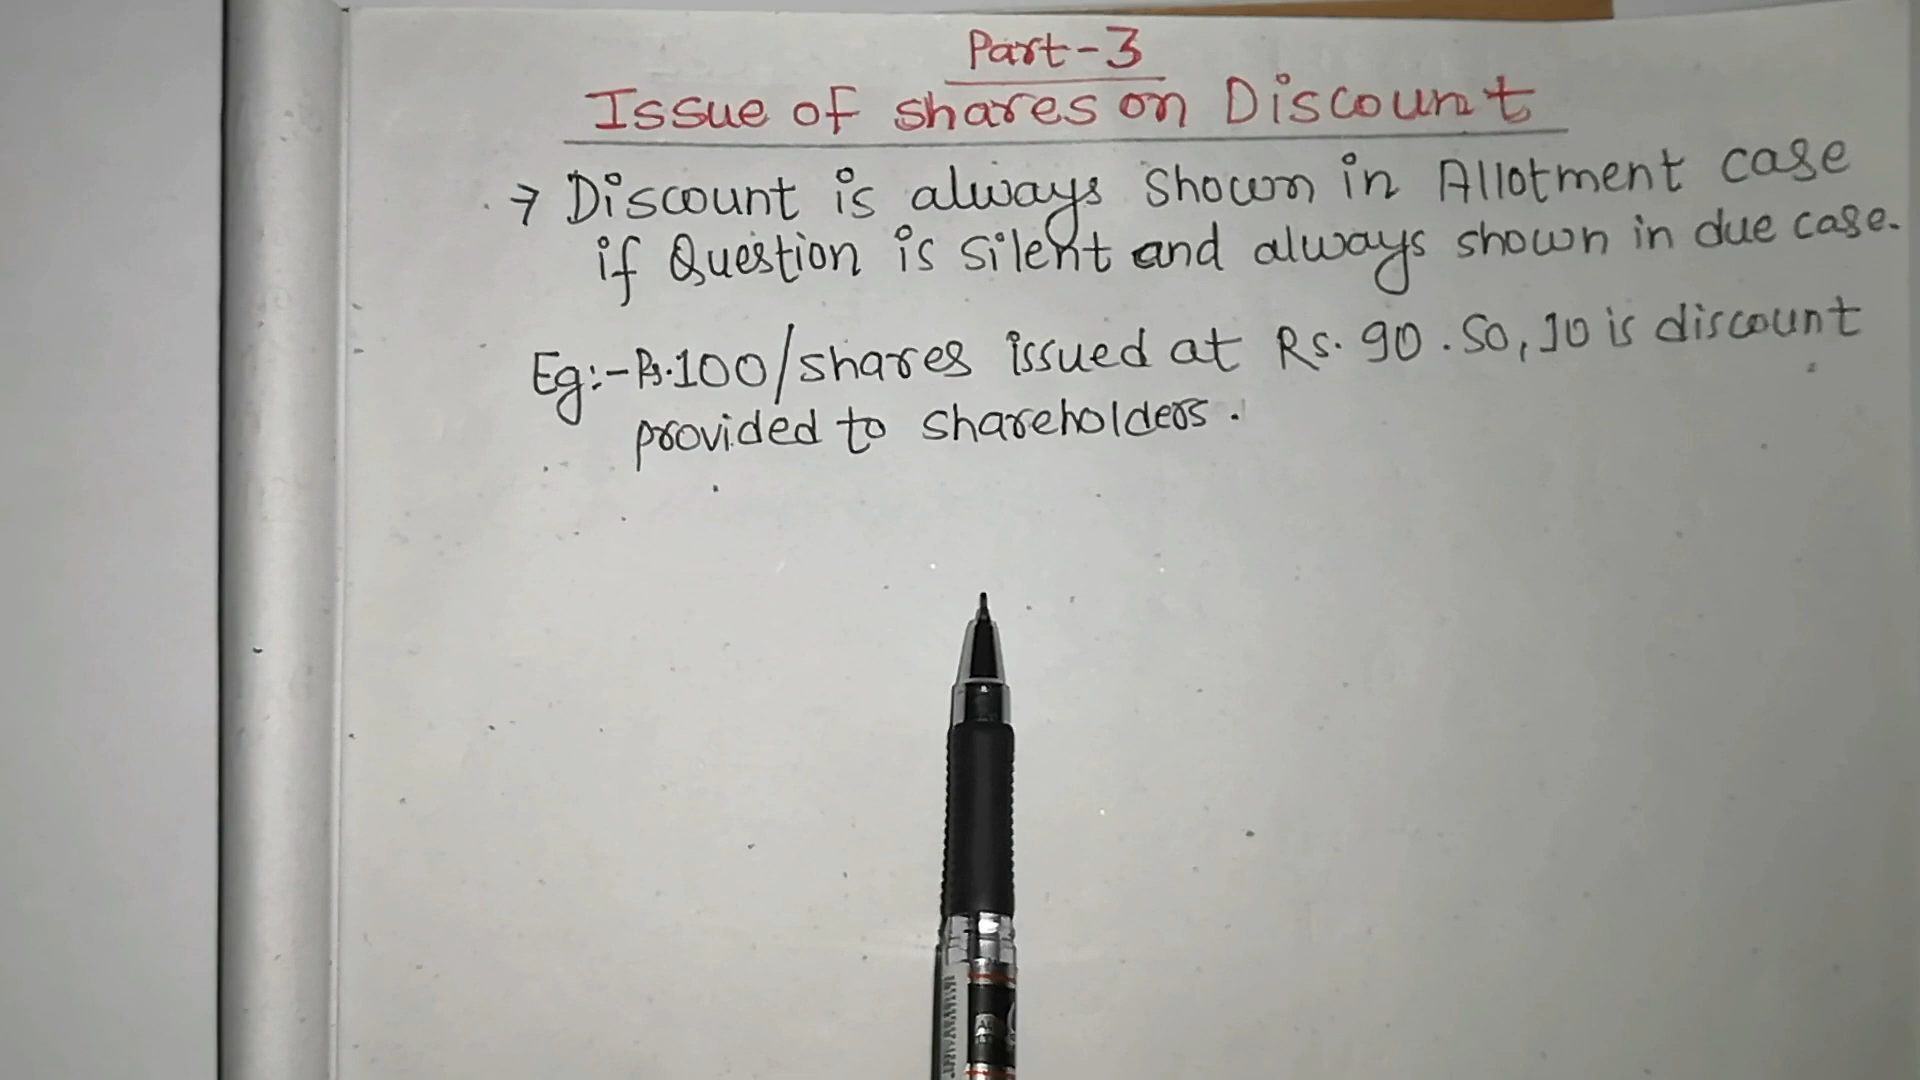 Part-3
Issue of shares on Discount
→ Discount is always shown in Allotment case
if Question is silent and always shown in due case.
Eg:-Rs.100/shares issued at Rs. 90. So, 10 is discount
provided to shareholders.